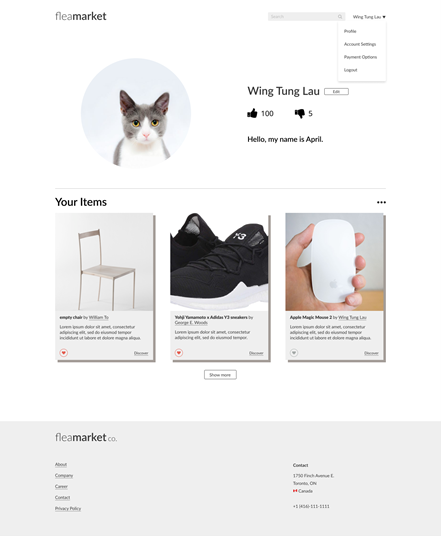 fleamarket
Search
Wing Tung Lau
Profile
Account Settings
Payment Options
Logout
Wing Tung Lau
Edit
100
5
Hello, my name is April.
Your Items
Y-3
empty chair by William To
Lorem ipsum dolor sit amet, consectetur
adipiscing elit, sed do eiusmod tempor
incididunt ut labore et dolore magna aliqua.
Discover
Yohji Yamamoto x Adidas Y3 sneakers by
George E. Woods
Lorem ipsum dolor sit amet, consectetur
adipiscing elit, sed do eiusmod tempor.
Discover
Apple Magic Mouse 2 by Wing Tung Lau
Lorem ipsum dolor sit amet, consectetur
adipiscing elit, sed do eiusmod tempor
incididunt ut labore et dolore magna aliqua.
Discover
Show more
fleamarket co.
About
Company
Career
Contact
Privacy Policy
Contact
1750 Finch Avenue E.
Toronto, ON
Canada
+1 (416)-111-1111